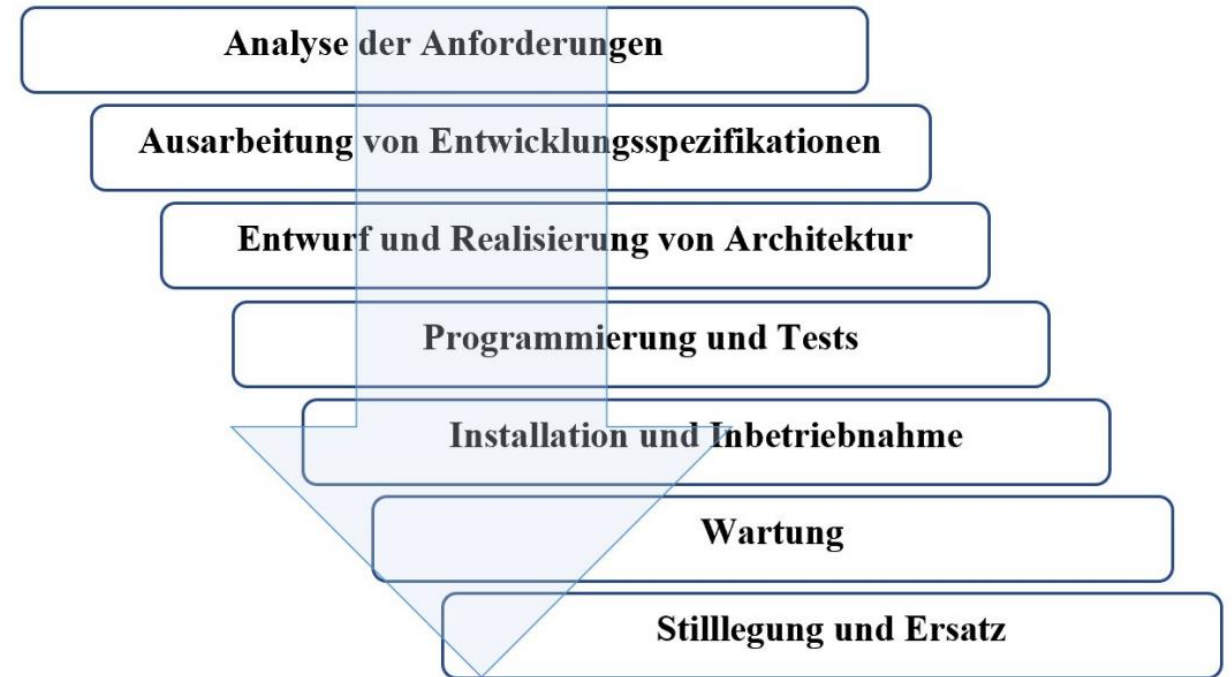 Analyse der Anforderungen
Ausarbeitung von Entwicklungsspezifikationen
Entwurf und Realisierung von Architektur
Programmierung und Tests
Installation und Inbetriebnahme
Wartung
Stilllegung und Ersatz